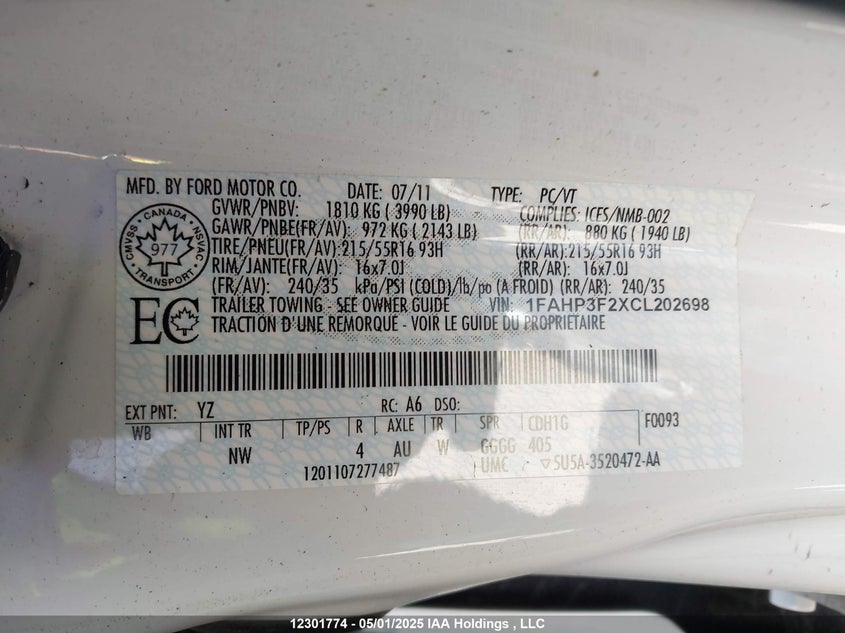 MFD. BY FORD MOTOR CO. DATE: 07/11 TYPE: PC/VT
GVWR/PNBV: 1810 KG ( 3990 LB) COMPLIES: ICES/NMB-002
GAWR/PNBE(FR/AV): 972 KG ( 2143 LB) (RR/AR): 880 KG ( 1940 LB)
TIRE/PNEU(FR/AV):215/55R16 93H (RR/AR):215/55R16 93H
RIM/JANTE(FR/AV): 16x7.0J (RR/AR): 16x7.0J
(FR/AV): 240/35 kPa/PSI (COLD)/lb/po (A FROID) (RR/AR): 240/35
TRAILER TOWING - SEE OWNER GUIDE VIN: 1FAHP3F2XCL202698
TRACTION D'UNE REMORQUE - VOIR LE GUIDE DU PROPRIÉTAIRE
CMVSS · CANADA · NSVAC
977
TRANSPORT
EC
EXT PNT: YZ RC: A6 DSO:
WB INT TR TP/PS R AXLE TR SPR CDH1G F0093
NW 4 AU W GGGG 405
1201107277487 UMC ▽5U5A-3520472-AA
12301774 - 05/01/2025 IAA Holdings , LLC